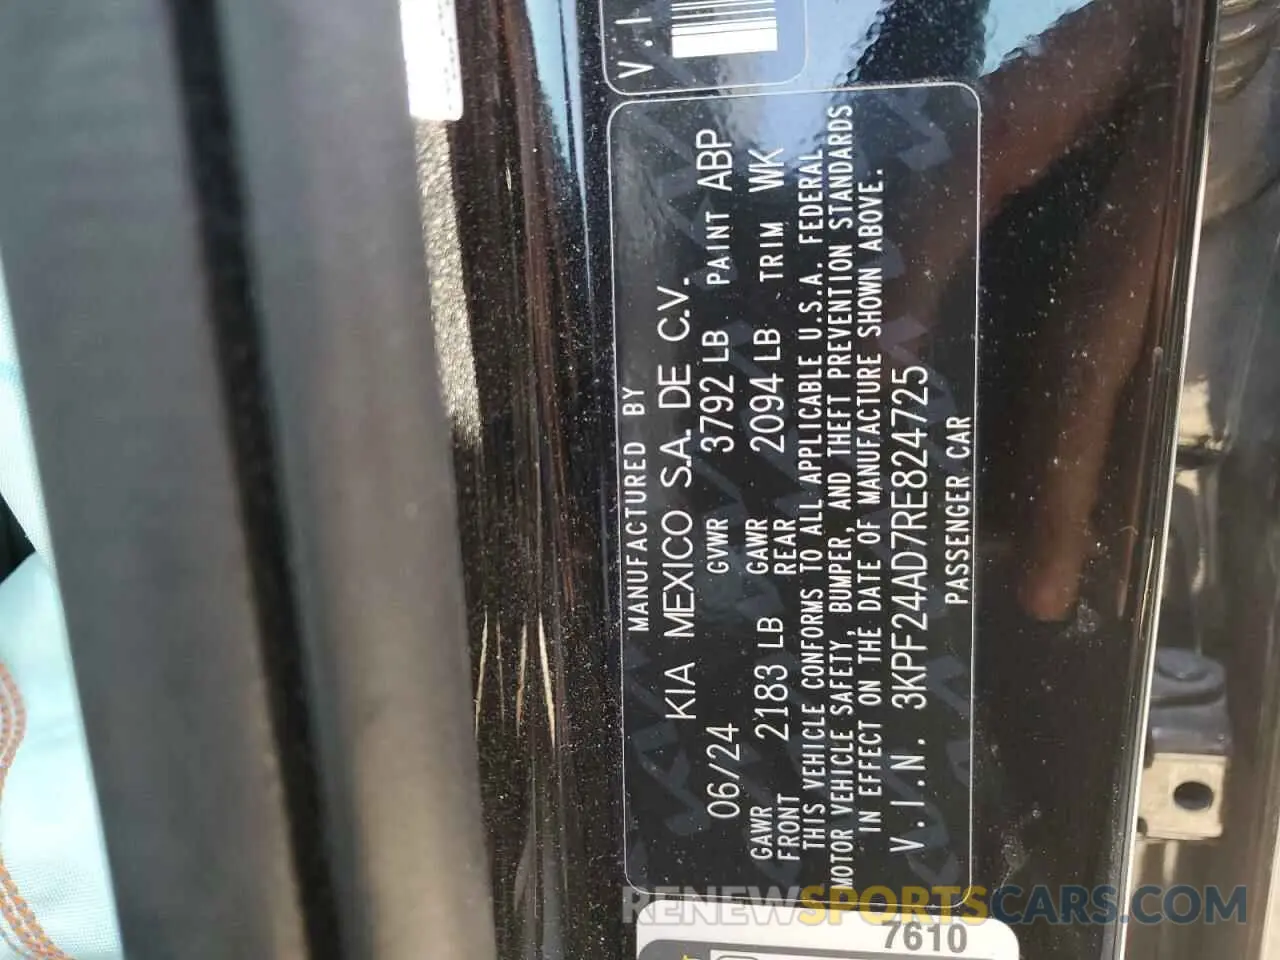 V.I
MANUFACTURED BY
KIA MEXICO S.A. DE C.V.
06/24 GVWR 3792 LB PAINT ABP
GAWR FRONT 2183 LB GAWR REAR 2094 LB TRIM WK
THIS VEHICLE CONFORMS TO ALL APPLICABLE U.S.A. FEDERAL
MOTOR VEHICLE SAFETY, BUMPER, AND THEFT PREVENTION STANDARDS
IN EFFECT ON THE DATE OF MANUFACTURE SHOWN ABOVE.
V.I.N. 3KPF24AD7RE824725
PASSENGER CAR
RENEWSPORTSCARS.COM
7610